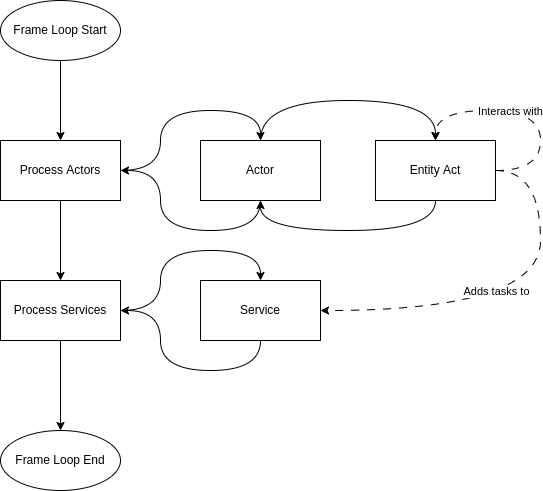 Frame Loop Start
Interacts with
Process Actors
Actor
Entity Act
Adds tasks to
Process Services
Service
Frame Loop End